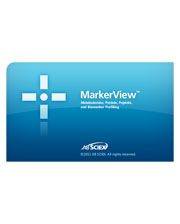 MarkerView™
Metabolomics, Protein, Peptide,
and Biomarker Profiling
AB SCIEX
©2011 AB SCIEX. All rights reserved.